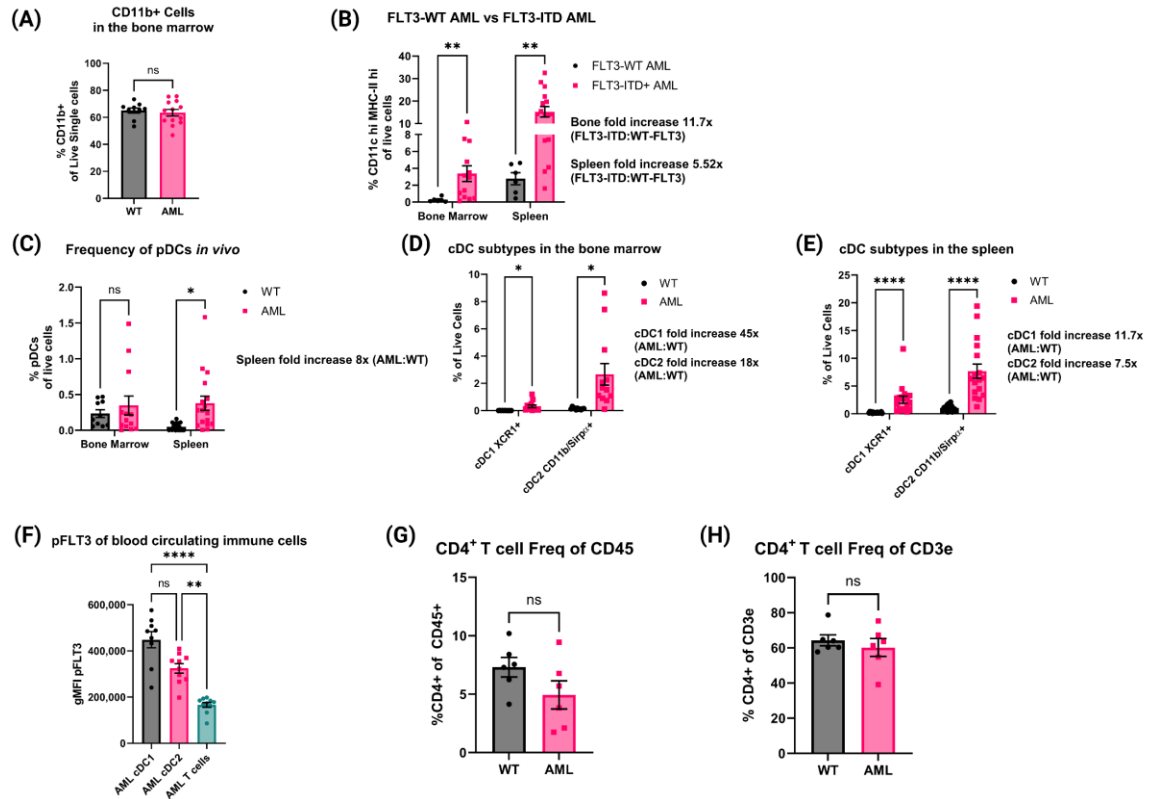 (A)
CD11b+ Cells
in the bone marrow
ns
% CD11b+
of Live Single cells
100
80
60
40
20
0
WT AML
(B)
FLT3-WT AML vs FLT3-ITD AML
** **
% CD11c hi MHC-II hi
of live cells
40
30
20
10
8
6
4
2
0
Bone Marrow Spleen
FLT3-WT AML
FLT3-ITD+ AML
Bone fold increase 11.7x
(FLT3-ITD:WT-FLT3)
Spleen fold increase 5.52x
(FLT3-ITD:WT-FLT3)
(C)
Frequency of pDCs in vivo
ns *
% pDCs
of live cells
2.0
1.5
1.0
0.5
0.0
Bone Marrow Spleen
WT
AML
Spleen fold increase 8x (AML:WT)
(D)
cDC subtypes in the bone marrow
* *
% of Live Cells
10
8
6
4
2
0
cDC1 XCR1+
cDC2 CD11b/Sirpα+
WT
AML
cDC1 fold increase 45x
(AML:WT)
cDC2 fold increase 18x
(AML:WT)
(E)
cDC subtypes in the spleen
**** ****
% of Live Cells
25
20
15
10
5
0
cDC1 XCR1+
cDC2 CD11b/Sirpα+
WT
AML
cDC1 fold increase 11.7x
(AML:WT)
cDC2 fold increase 7.5x
(AML:WT)
(F)
pFLT3 of blood circulating immune cells
****
ns **
gMFI pFLT3
600,000
400,000
200,000
0
AML cDC1
AML cDC2
AML T cells
(G)
CD4+ T cell Freq of CD45
ns
%CD4+ of CD45+
15
10
5
0
WT AML
(H)
CD4+ T cell Freq of CD3e
ns
% CD4+ of CD3e
100
80
60
40
20
0
WT AML